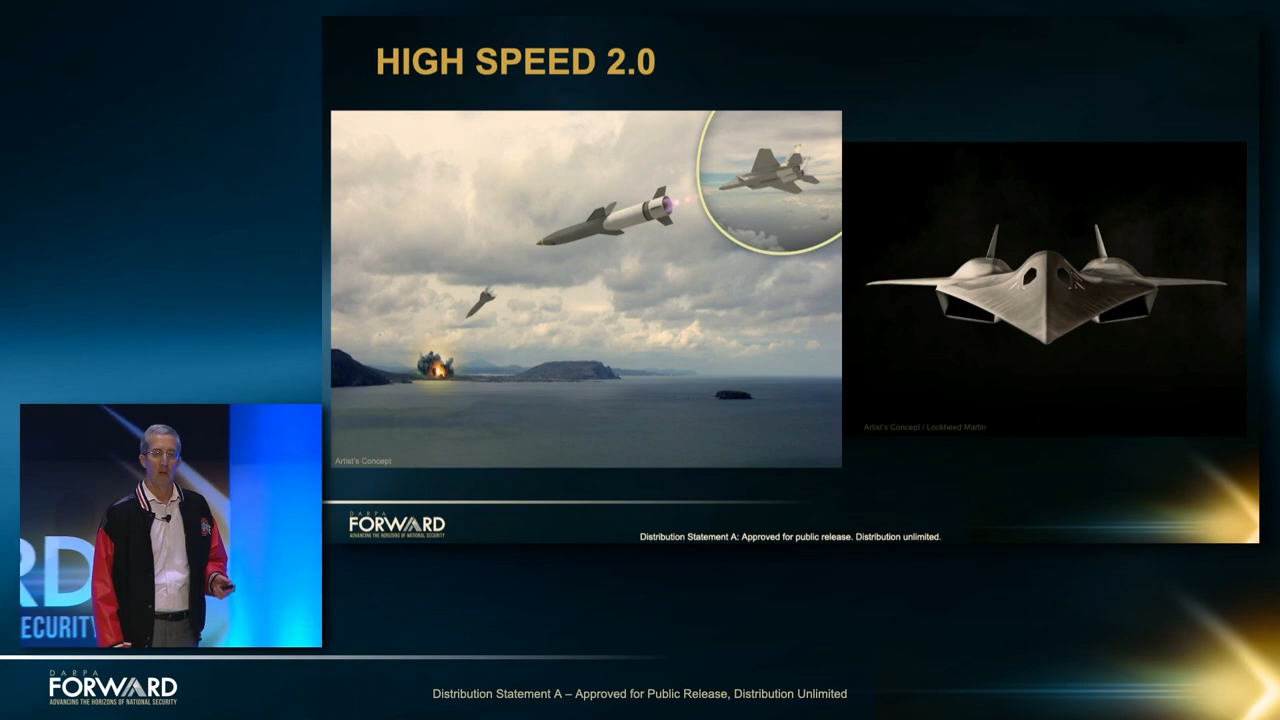 HIGH SPEED 2.0
Artist's Concept
Artist's Concept / Lockheed Martin
DARPA
FORWARD
ADVANCING THE HORIZONS OF NATIONAL SECURITY
Distribution Statement A: Approved for public release. Distribution unlimited.
RD
ECURITY
DARPA
FORWARD
ADVANCING THE HORIZONS OF NATIONAL SECURITY
Distribution Statement A – Approved for Public Release, Distribution Unlimited